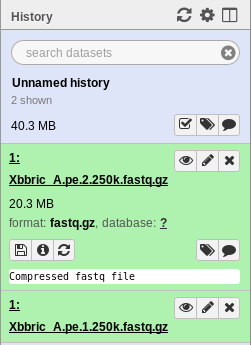 History
search datasets
Unnamed history
2 shown
40.3 MB
1:
Xbbric_A.pe.2.250k.fastq.gz
20.3 MB
format: fastq.gz, database: ?
Compressed fastq file
1:
Xbbric_A.pe.1.250k.fastq.gz